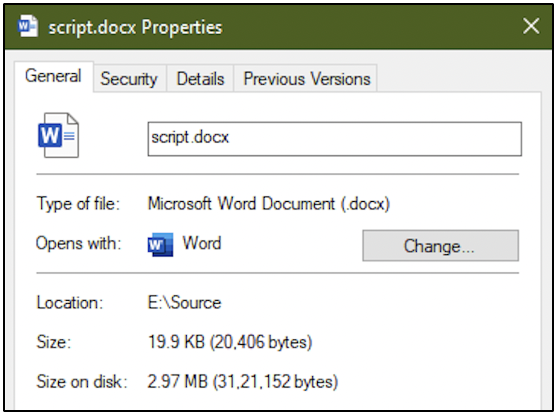 script.docx Properties
General Security Details Previous Versions
script.docx
Type of file: Microsoft Word Document (.docx)
Opens with: Word Change...
Location: E:\Source
Size: 19.9 KB (20,406 bytes)
Size on disk: 2.97 MB (31,21,152 bytes)